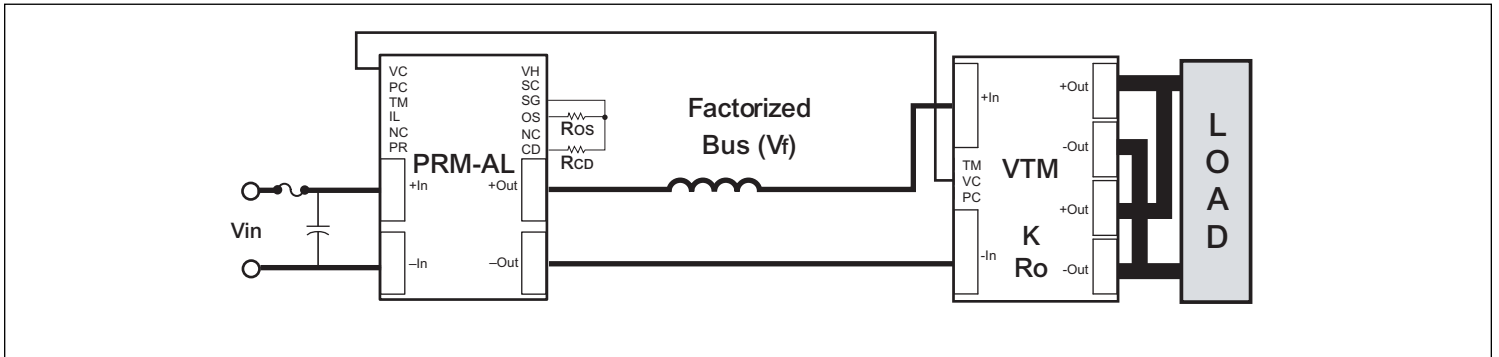 VC
PC
TM
IL
NC
PR
VH
SC
SG
OS
NC
CD
ROS
RCD
PRM-AL
+In
–In
+Out
–Out
Vin
Factorized
Bus (Vf)
+In
TM
VC
PC
-In
VTM
K
Ro
+Out
-Out
+Out
-Out
L
O
A
D